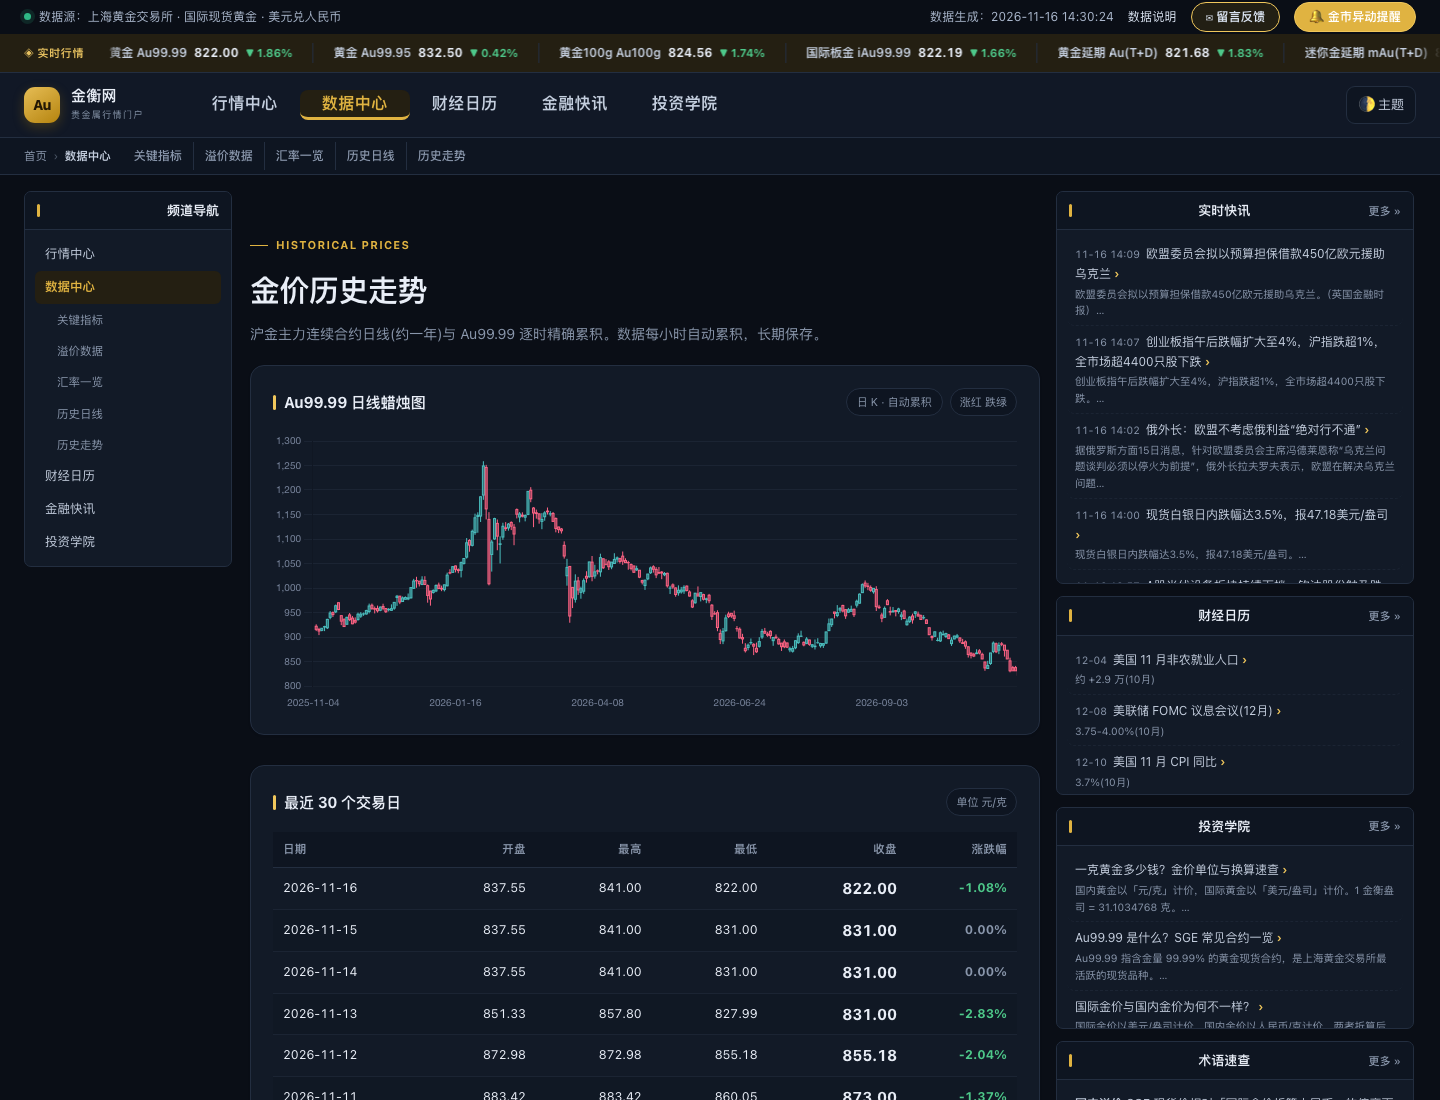 数据源：上海黄金交易所 · 国际现货黄金 · 美元兑人民币
数据生成：2026-11-16 14:30:24 数据说明 ✉ 留言反馈 🔔 金市异动提醒
◈ 实时行情 黄金 Au99.99 822.00 ▼1.86% 黄金 Au99.95 832.50 ▼0.42% 黄金100g Au100g 824.56 ▼1.74% 国际板金 iAu99.99 822.19 ▼1.66% 黄金延期 Au(T+D) 821.68 ▼1.83% 迷你金延期 mAu(T+D)
Au 金衡网
贵金属行情门户
行情中心 数据中心 财经日历 金融快讯 投资学院
🌗主题
首页 › 数据中心 关键指标 溢价数据 汇率一览 历史日线 历史走势
频道导航
行情中心
数据中心
关键指标
溢价数据
汇率一览
历史日线
历史走势
财经日历
金融快讯
投资学院
HISTORICAL PRICES
金价历史走势
沪金主力连续合约日线(约一年)与 Au99.99 逐时精确累积。数据每小时自动累积，长期保存。
Au99.99 日线蜡烛图
日 K · 自动累积 涨红 跌绿
1,300
1,250
1,200
1,150
1,100
1,050
1,000
950
900
850
800
2025-11-04 2026-01-16 2026-04-08 2026-06-24 2026-09-03
最近 30 个交易日
单位 元/克
日期 开盘 最高 最低 收盘 涨跌幅
2026-11-16 837.55 841.00 822.00 822.00 -1.08%
2026-11-15 837.55 841.00 831.00 831.00 0.00%
2026-11-14 837.55 841.00 831.00 831.00 0.00%
2026-11-13 851.33 857.80 827.99 831.00 -2.83%
2026-11-12 872.98 872.98 855.18 855.18 -2.04%
2026-11-11 883.42 883.42 860.05 873.00 -1.37%
实时快讯 更多 »
11-16 14:09 欧盟委员会拟以预算担保借款450亿欧元援助
乌克兰 ›
欧盟委员会拟以预算担保借款450亿欧元援助乌克兰。（英国金融时
报）...
11-16 14:07 创业板指午后跌幅扩大至4%，沪指跌超1%，
全市场超4400只股下跌 ›
创业板指午后跌幅扩大至4%，沪指跌超1%，全市场超4400只股下
跌。...
11-16 14:02 俄外长：欧盟不考虑俄利益“绝对行不通” ›
据俄罗斯方面15日消息，针对欧盟委员会主席冯德莱恩称“乌克兰问
题谈判必须以停火为前提”，俄外长拉夫罗夫表示，欧盟在解决乌克兰
问题...
11-16 14:00 现货白银日内跌幅达3.5%，报47.18美元/盎司
›
现货白银日内跌幅达3.5%，报47.18美元/盎司。...
财经日历 更多 »
12-04 美国 11 月非农就业人口 ›
约 +2.9 万(10月)
12-08 美联储 FOMC 议息会议(12月) ›
3.75-4.00%(10月)
12-10 美国 11 月 CPI 同比 ›
3.7%(10月)
投资学院 更多 »
一克黄金多少钱？金价单位与换算速查 ›
国内黄金以「元/克」计价，国际黄金以「美元/盎司」计价。1 金衡盎
司 = 31.1034768 克。...
Au99.99 是什么？SGE 常见合约一览 ›
Au99.99 指含金量 99.99% 的黄金现货合约，是上海黄金交易所最
活跃的现货品种。...
国际金价与国内金价为何不一样？ ›
国际金价以美元/盎司计价，国内金价以人民币/克计价，两者折算后
术语速查 更多 »